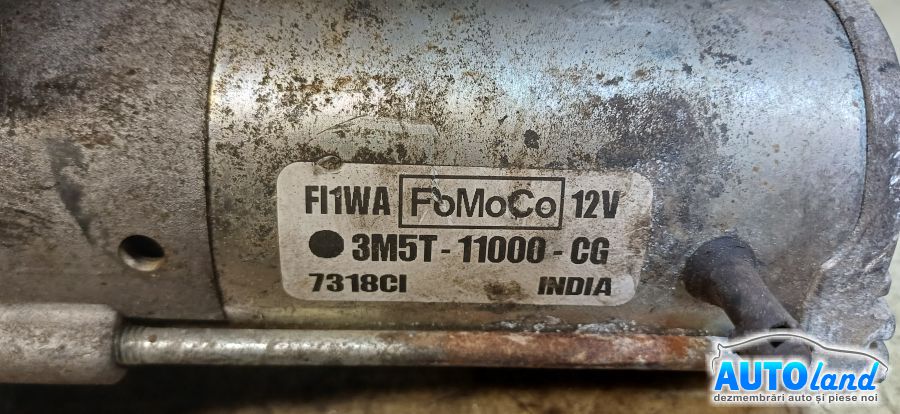 FI1WA FoMoCo 12V
3M5T-11000-CG
7318CI INDIA
AUTOland
dezmembrări auto și piese noi